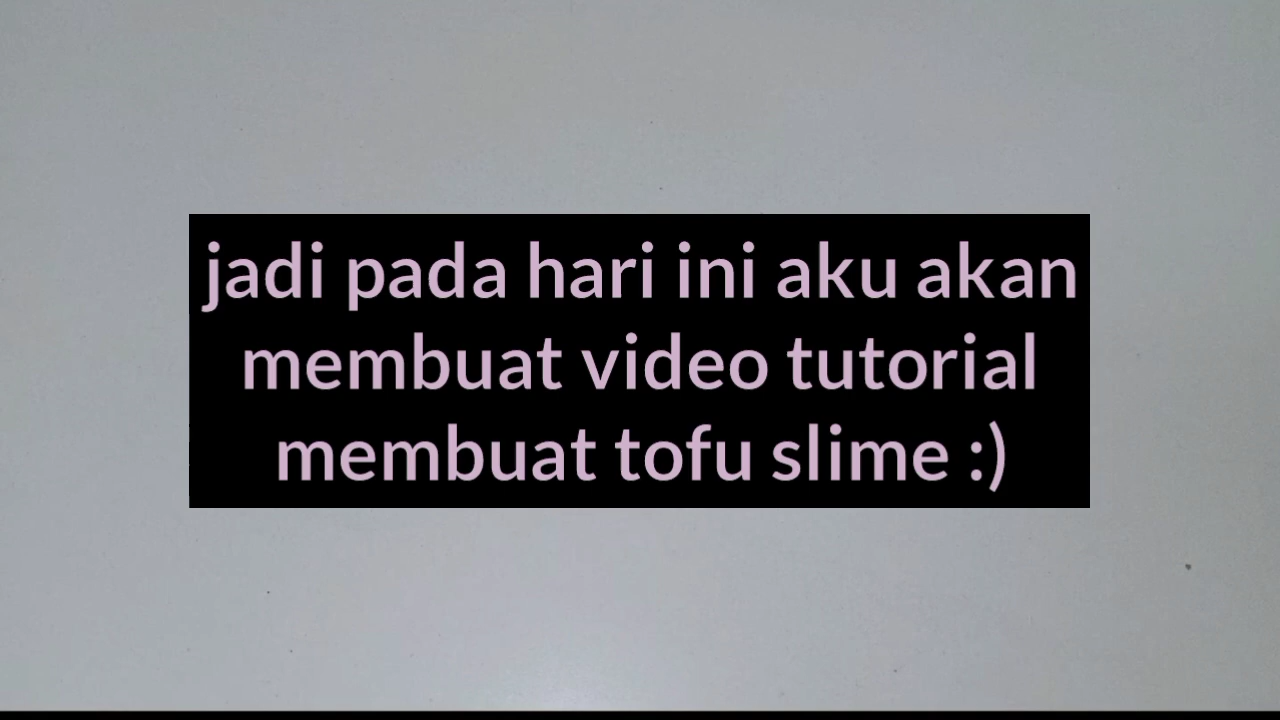 jadi pada hari ini aku akan
membuat video tutorial
membuat tofu slime :)